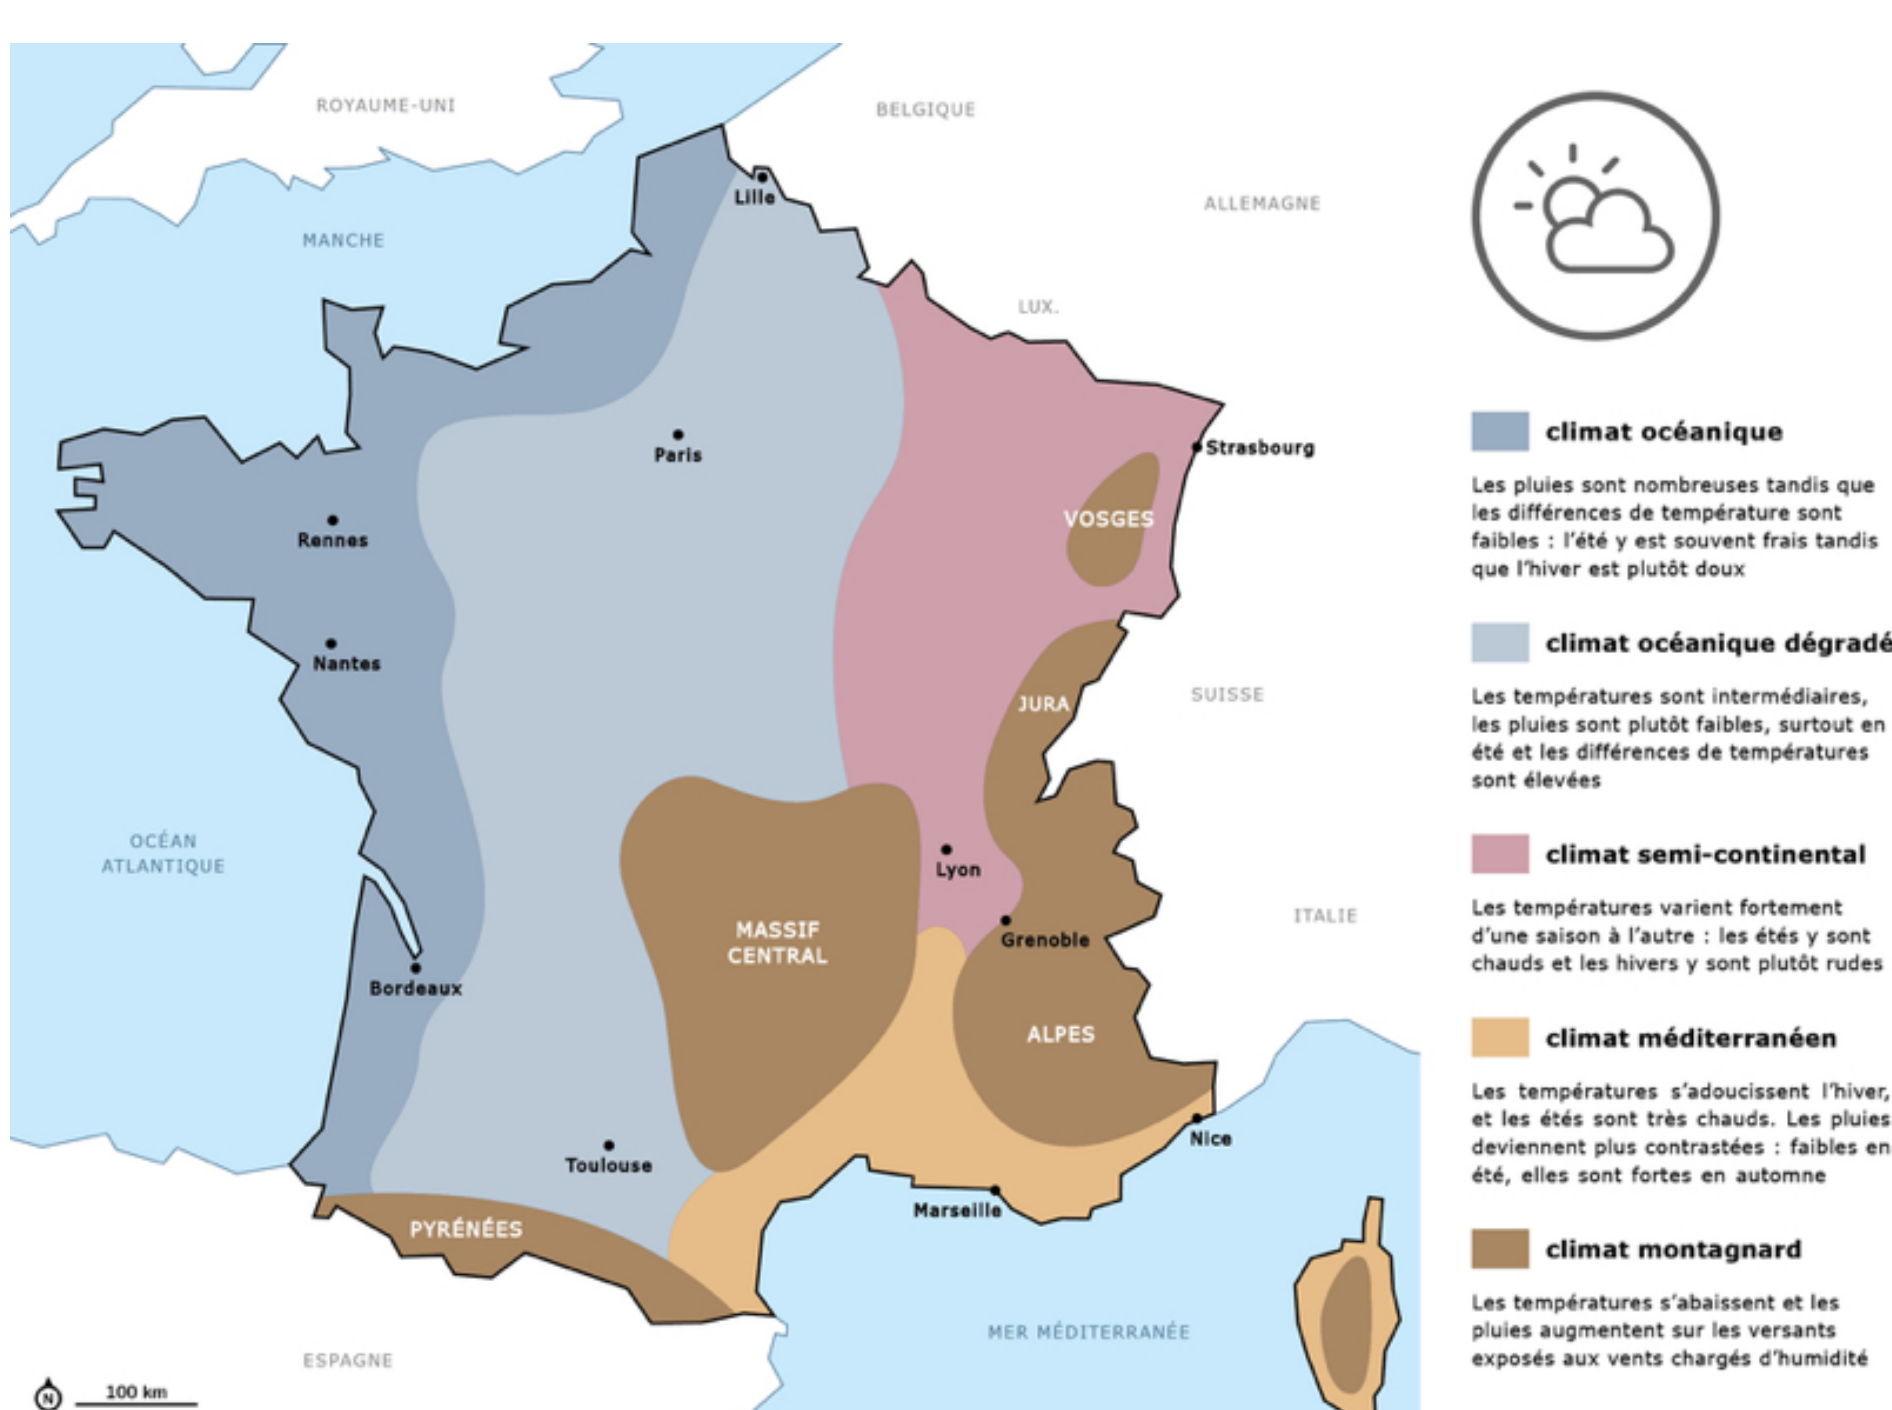 ROYAUME-UNI
BELGIQUE
Lille
ALLEMAGNE
MANCHE
LUX.
Paris
Strasbourg
VOSGES
Rennes
Nantes
JURA
SUISSE
OCÉAN
ATLANTIQUE
Lyon
MASSIF
CENTRAL
Grenoble
ITALIE
Bordeaux
ALPES
Toulouse
Nice
Marseille
PYRÉNÉES
MER MÉDITERRANÉE
ESPAGNE
N
100 km
climat océanique
Les pluies sont nombreuses tandis que
les différences de température sont
faibles : l'été y est souvent frais tandis
que l'hiver est plutôt doux
climat océanique dégradé
Les températures sont intermédiaires,
les pluies sont plutôt faibles, surtout en
été et les différences de températures
sont élevées
climat semi-continental
Les températures varient fortement
d'une saison à l'autre : les étés y sont
chauds et les hivers y sont plutôt rudes
climat méditerranéen
Les températures s'adoucissent l'hiver,
et les étés sont très chauds. Les pluies
deviennent plus contrastées : faibles en
été, elles sont fortes en automne
climat montagnard
Les températures s'abaissent et les
pluies augmentent sur les versants
exposés aux vents chargés d'humidité